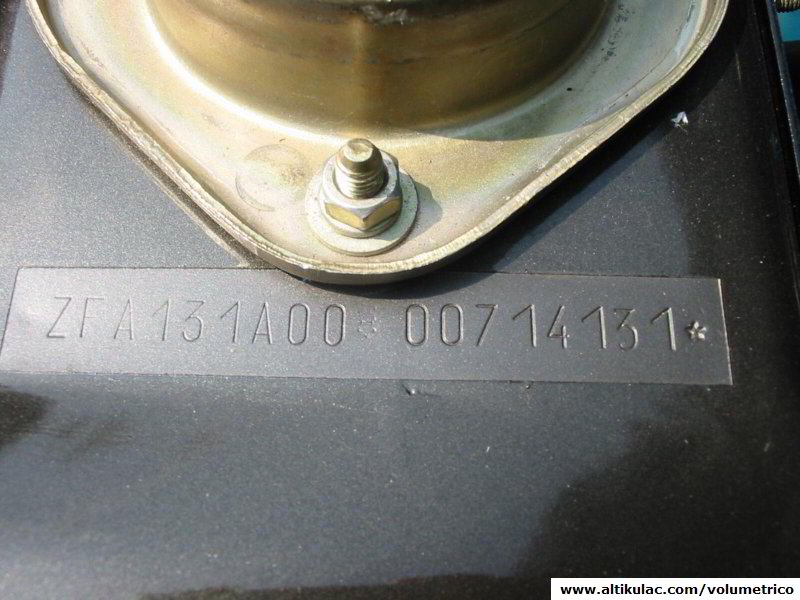 ZFA131A00* 00714131*
www.altikulac.com/volumetrico